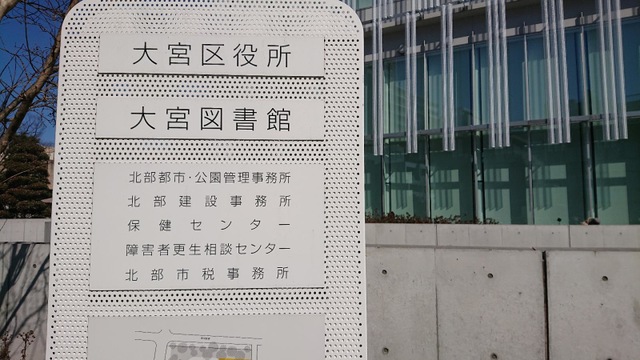 大宮区役所
大宮図書館
北部都市・公園管理事務所
北部建設事務所
保健センター
障害者更生相談センター
北部市税事務所